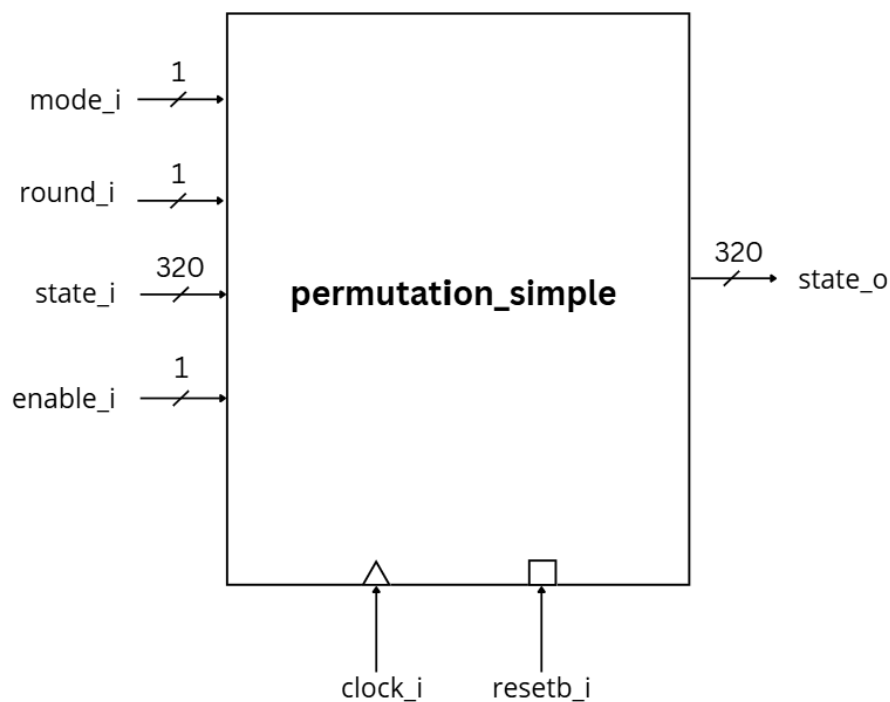 1
mode_i
1
round_i
320
state_i
1
enable_i
permutation_simple
320
state_o
clock_i
resetb_i